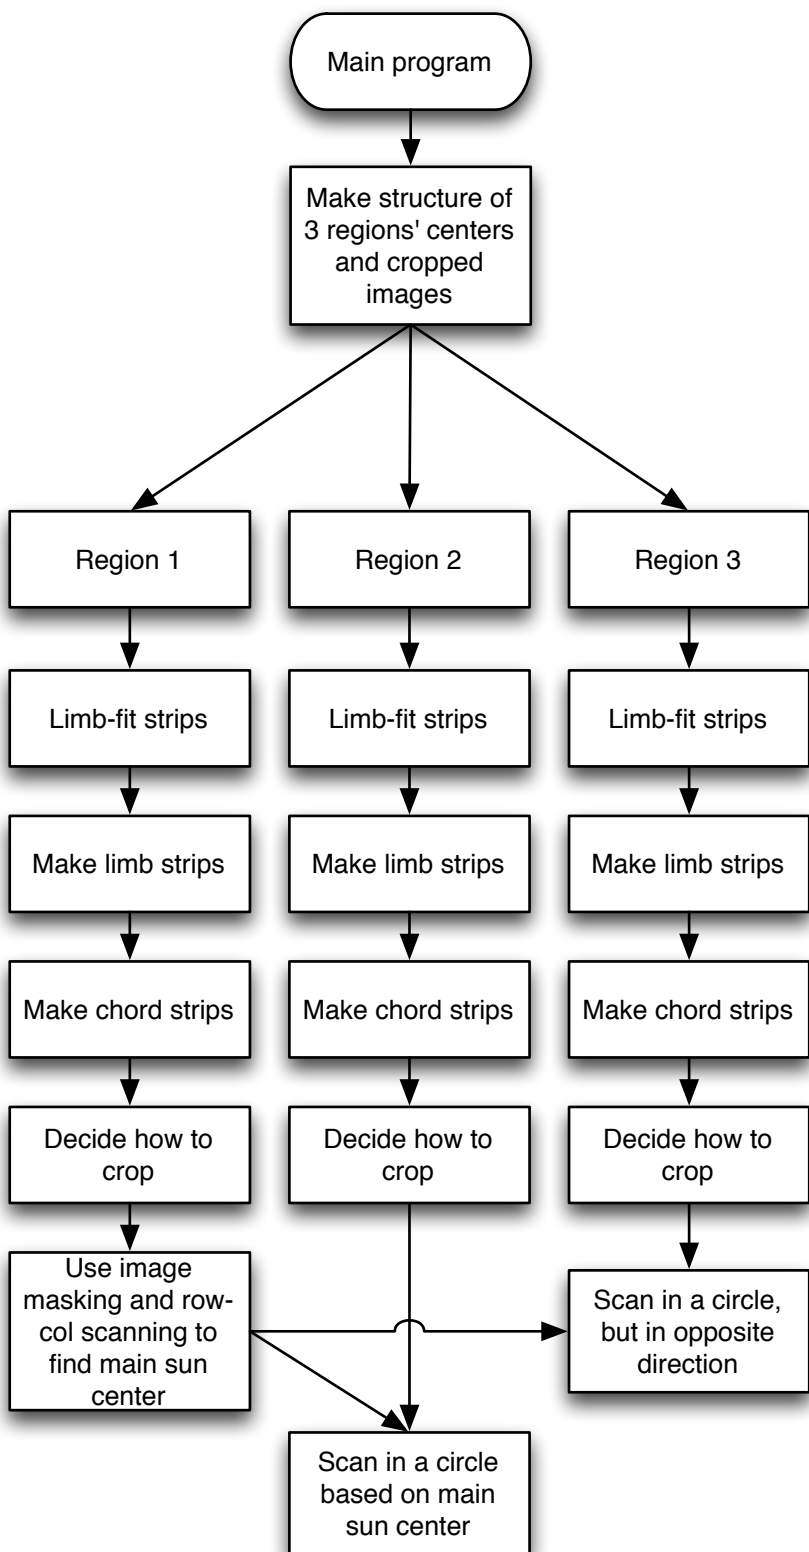 Main program
Make structure of
3 regions' centers
and cropped
images
Region 1
Region 2
Region 3
Limb-fit strips
Limb-fit strips
Limb-fit strips
Make limb strips
Make limb strips
Make limb strips
Make chord strips
Make chord strips
Make chord strips
Decide how to
crop
Decide how to
crop
Decide how to
crop
Use image
masking and row-
col scanning to
find main sun
center
Scan in a circle,
but in opposite
direction
Scan in a circle
based on main
sun center